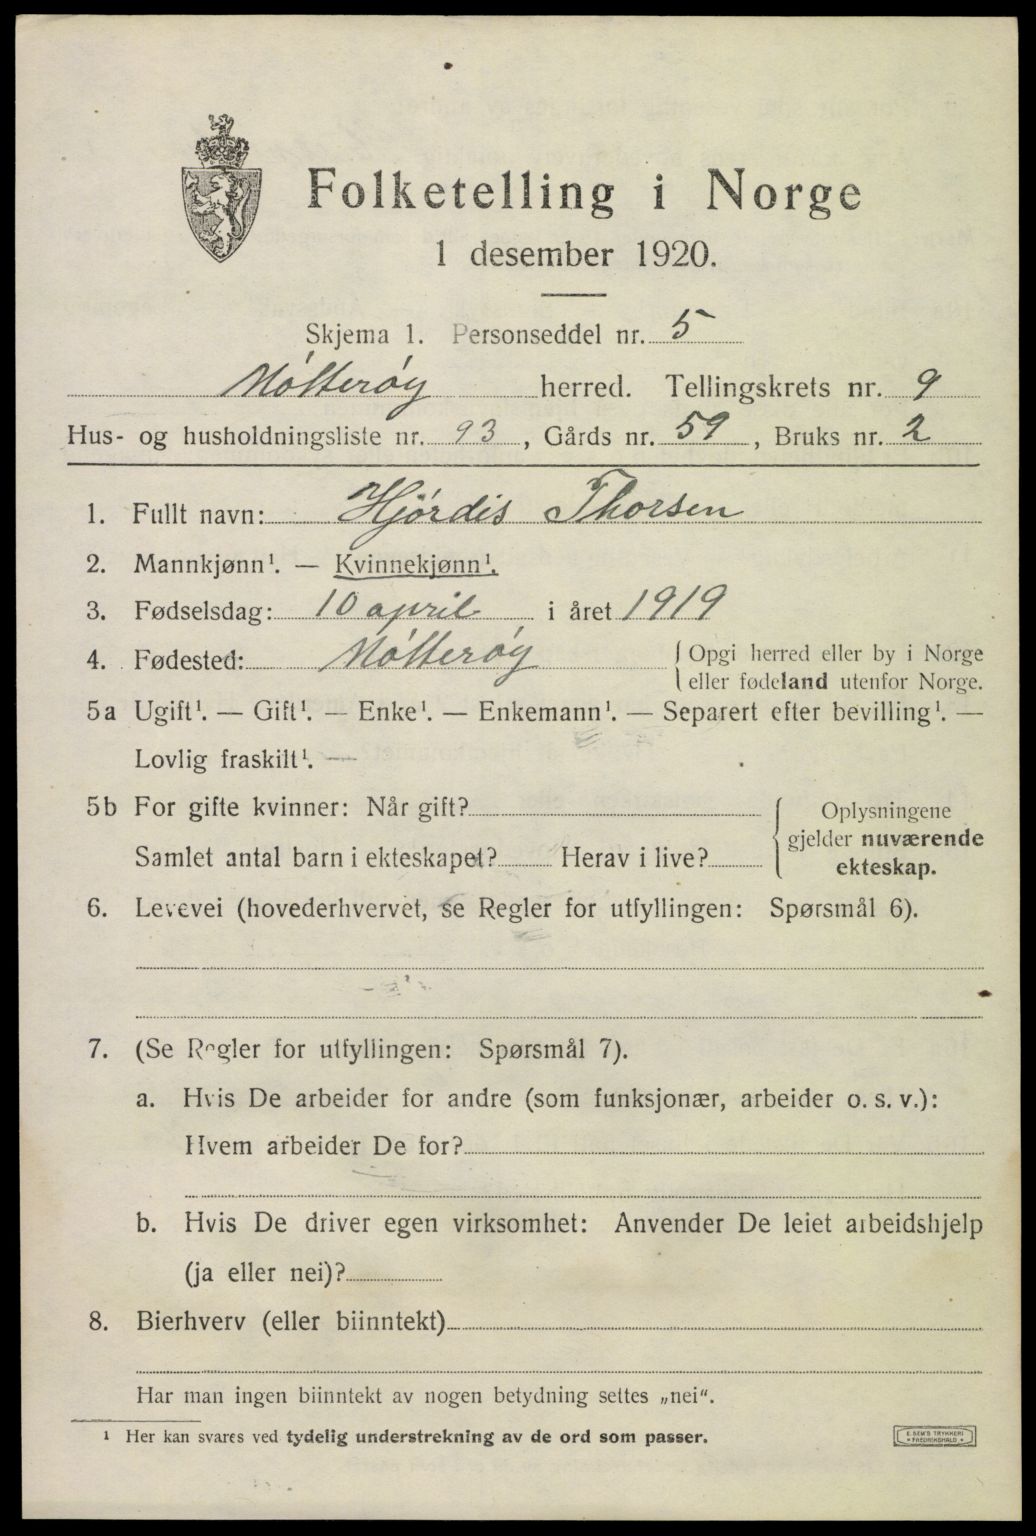 Folketelling i Norge
1 desember 1920.
Skjema 1. Personseddel nr. 5
Nøtterøy herred. Tellingskrets nr. 9
Hus- og husholdningsliste nr. 93, Gårds nr. 59, Bruks nr. 2
1. Fullt navn: Hjørdis Thorsen
2. Mannkjønn¹. — Kvinnekjønn¹.
3. Fødselsdag: 10 april i året 1919
4. Fødested: Nøtterøy { Opgi herred eller by i Norge
eller fødeland utenfor Norge.
5a Ugift¹. — Gift¹. — Enke¹. — Enkemann¹. — Separert efter bevilling¹. —
Lovlig fraskilt¹. —
5b For gifte kvinner: Når gift? { Oplysningene
gjelder nuværende
Samlet antal barn i ekteskapet? Herav i live?
ekteskap.
6. Levevei (hovederhvervet, se Regler for utfyllingen: Spørsmål 6).
7. (Se Regler for utfyllingen: Spørsmål 7).
a. Hvis De arbeider for andre (som funksjonær, arbeider o. s. v.):
Hvem arbeider De for?
b. Hvis De driver egen virksomhet: Anvender De leiet arbeidshjelp
(ja eller nei)?
8. Bierhverv (eller biinntekt)
Har man ingen biinntekt av nogen betydning settes „nei".
¹ Her kan svares ved tydelig understrekning av de ord som passer.
E. SEM'S TRYKKERI
• FREDRIKSHALD •